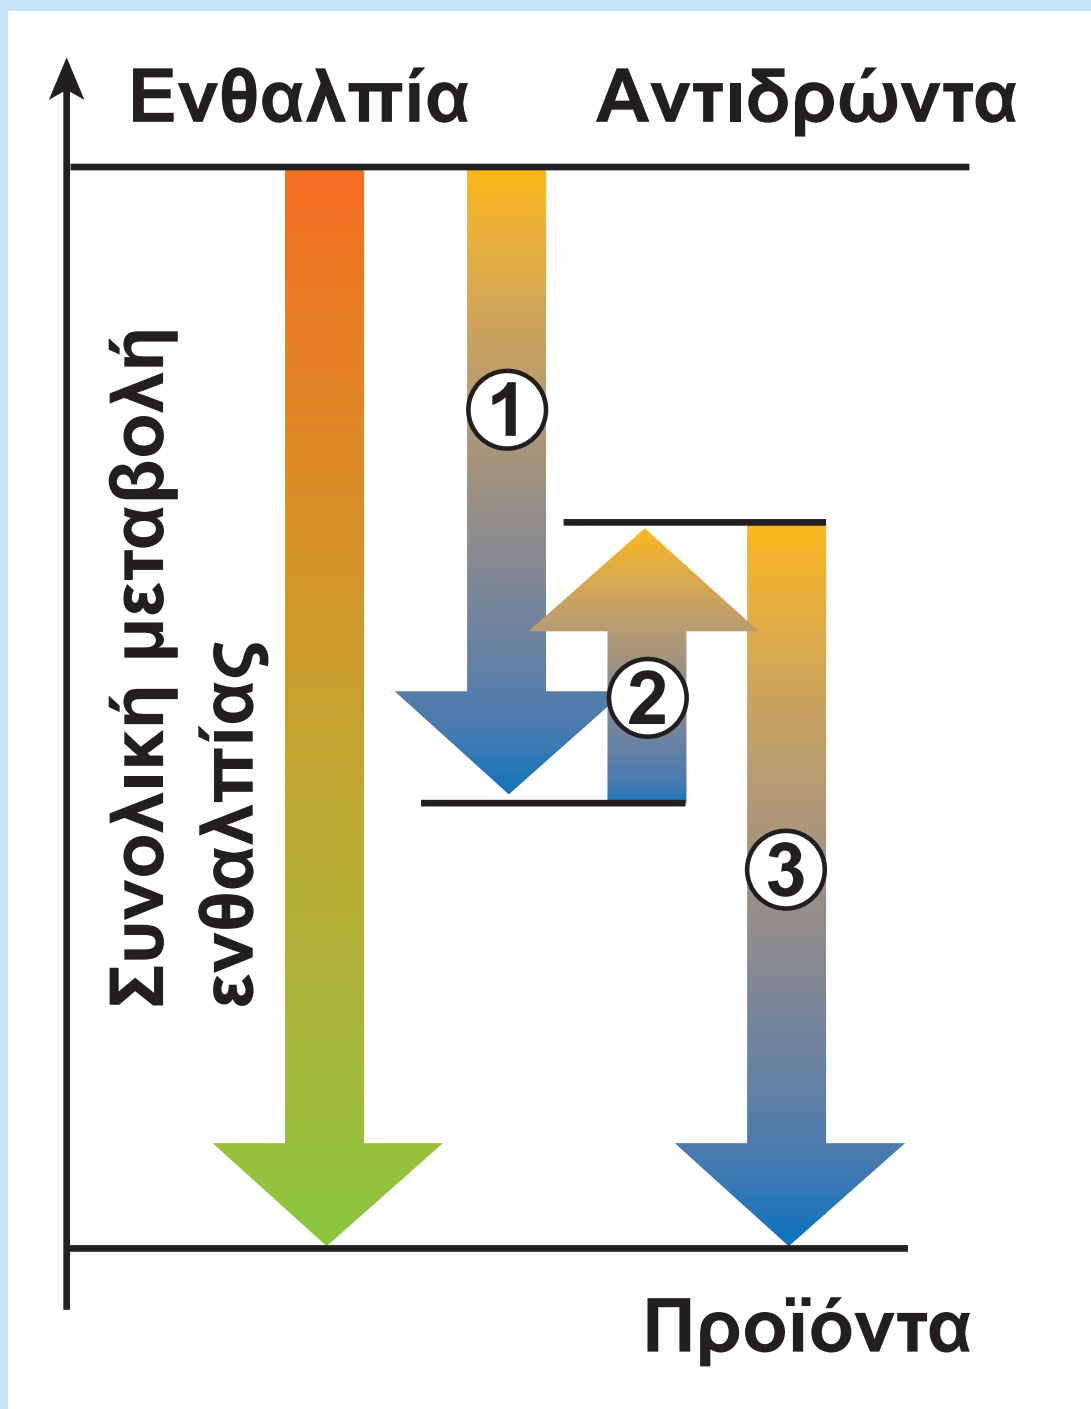 Ενθαλπία
Αντιδρώντα
Συνολική μεταβολή
ενθαλπίας
1
2
3
Προϊόντα